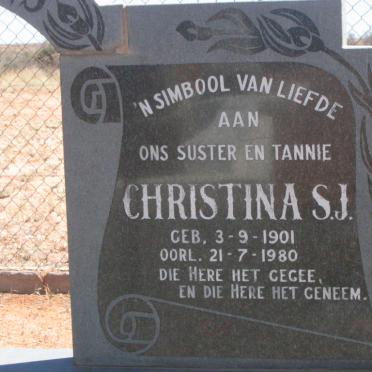 'N SIMBOOL VAN LIEFDE
AAN
ONS SUSTER EN TANNIE
CHRISTINA S.J.
GEB. 3-9-1901
OORL. 21-7-1980
DIE HERE HET GEGEE,
EN DIE HERE HET GENEEM.